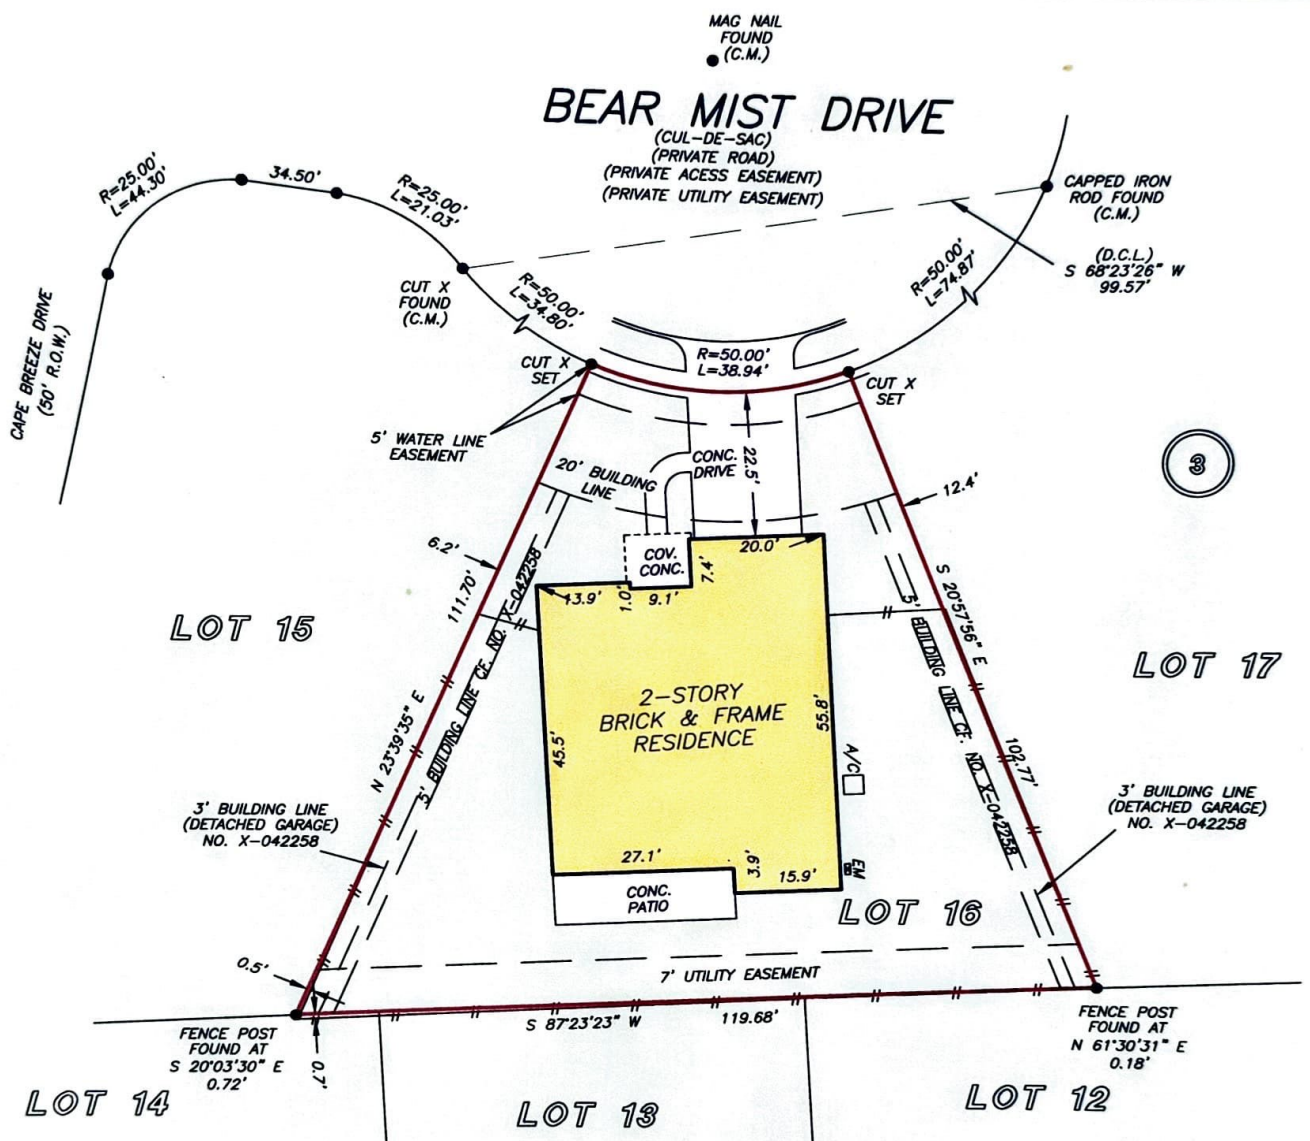 MAG NAIL
FOUND
(C.M.)
BEAR MIST DRIVE
(CUL-DE-SAC)
(PRIVATE ROAD)
(PRIVATE ACESS EASEMENT)
(PRIVATE UTILITY EASEMENT)
R=25.00'
L=44.30'
34.50'
R=25.00'
L=21.03'
CAPPED IRON
ROD FOUND
(C.M.)
(D.C.L.)
S 68°23'26" W
99.57'
R=50.00'
L=74.87'
CUT X
FOUND
(C.M.)
R=50.00'
L=34.80'
CAPE BREEZE DRIVE
(50' R.O.W.)
CUT X
SET
R=50.00'
L=38.94'
CUT X
SET
5' WATER LINE
EASEMENT
20' BUILDING
LINE
CONC.
DRIVE
22.5'
3
12.4'
6.2'
111.70'
COV.
CONC.
20.0'
7.4'
13.9'
1.0'
9.1'
5' BUILDING LINE CF. NO. X-042258
S 20°57'56" E
5' BUILDING LINE CF. NO. X-042258
LOT 15
LOT 17
2-STORY
BRICK & FRAME
RESIDENCE
55.8'
45.5'
A/C
N 23°39'35" E
102.77'
3' BUILDING LINE
(DETACHED GARAGE)
NO. X-042258
3' BUILDING LINE
(DETACHED GARAGE)
NO. X-042258
27.1'
3.9'
15.9'
EM
CONC.
PATIO
LOT 16
0.5'
7' UTILITY EASEMENT
S 87°23'23" W
119.68'
FENCE POST
FOUND AT
S 20°03'30" E
0.72'
0.7'
FENCE POST
FOUND AT
N 61°30'31" E
0.18'
LOT 14
LOT 13
LOT 12